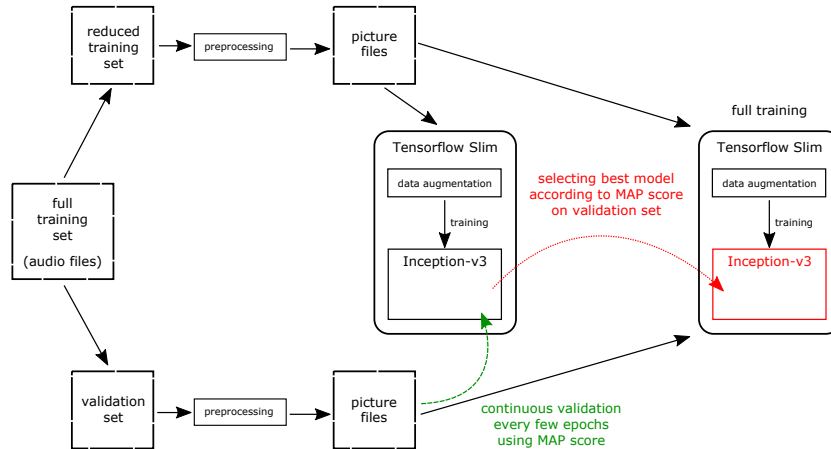 reduced
training
set
preprocessing
picture
files
full training
Tensorflow Slim
data augmentation
training
Inception-v3
selecting best model
according to MAP score
on validation set
Tensorflow Slim
data augmentation
training
Inception-v3
full
training
set
(audio files)
validation
set
preprocessing
picture
files
continuous validation
every few epochs
using MAP score